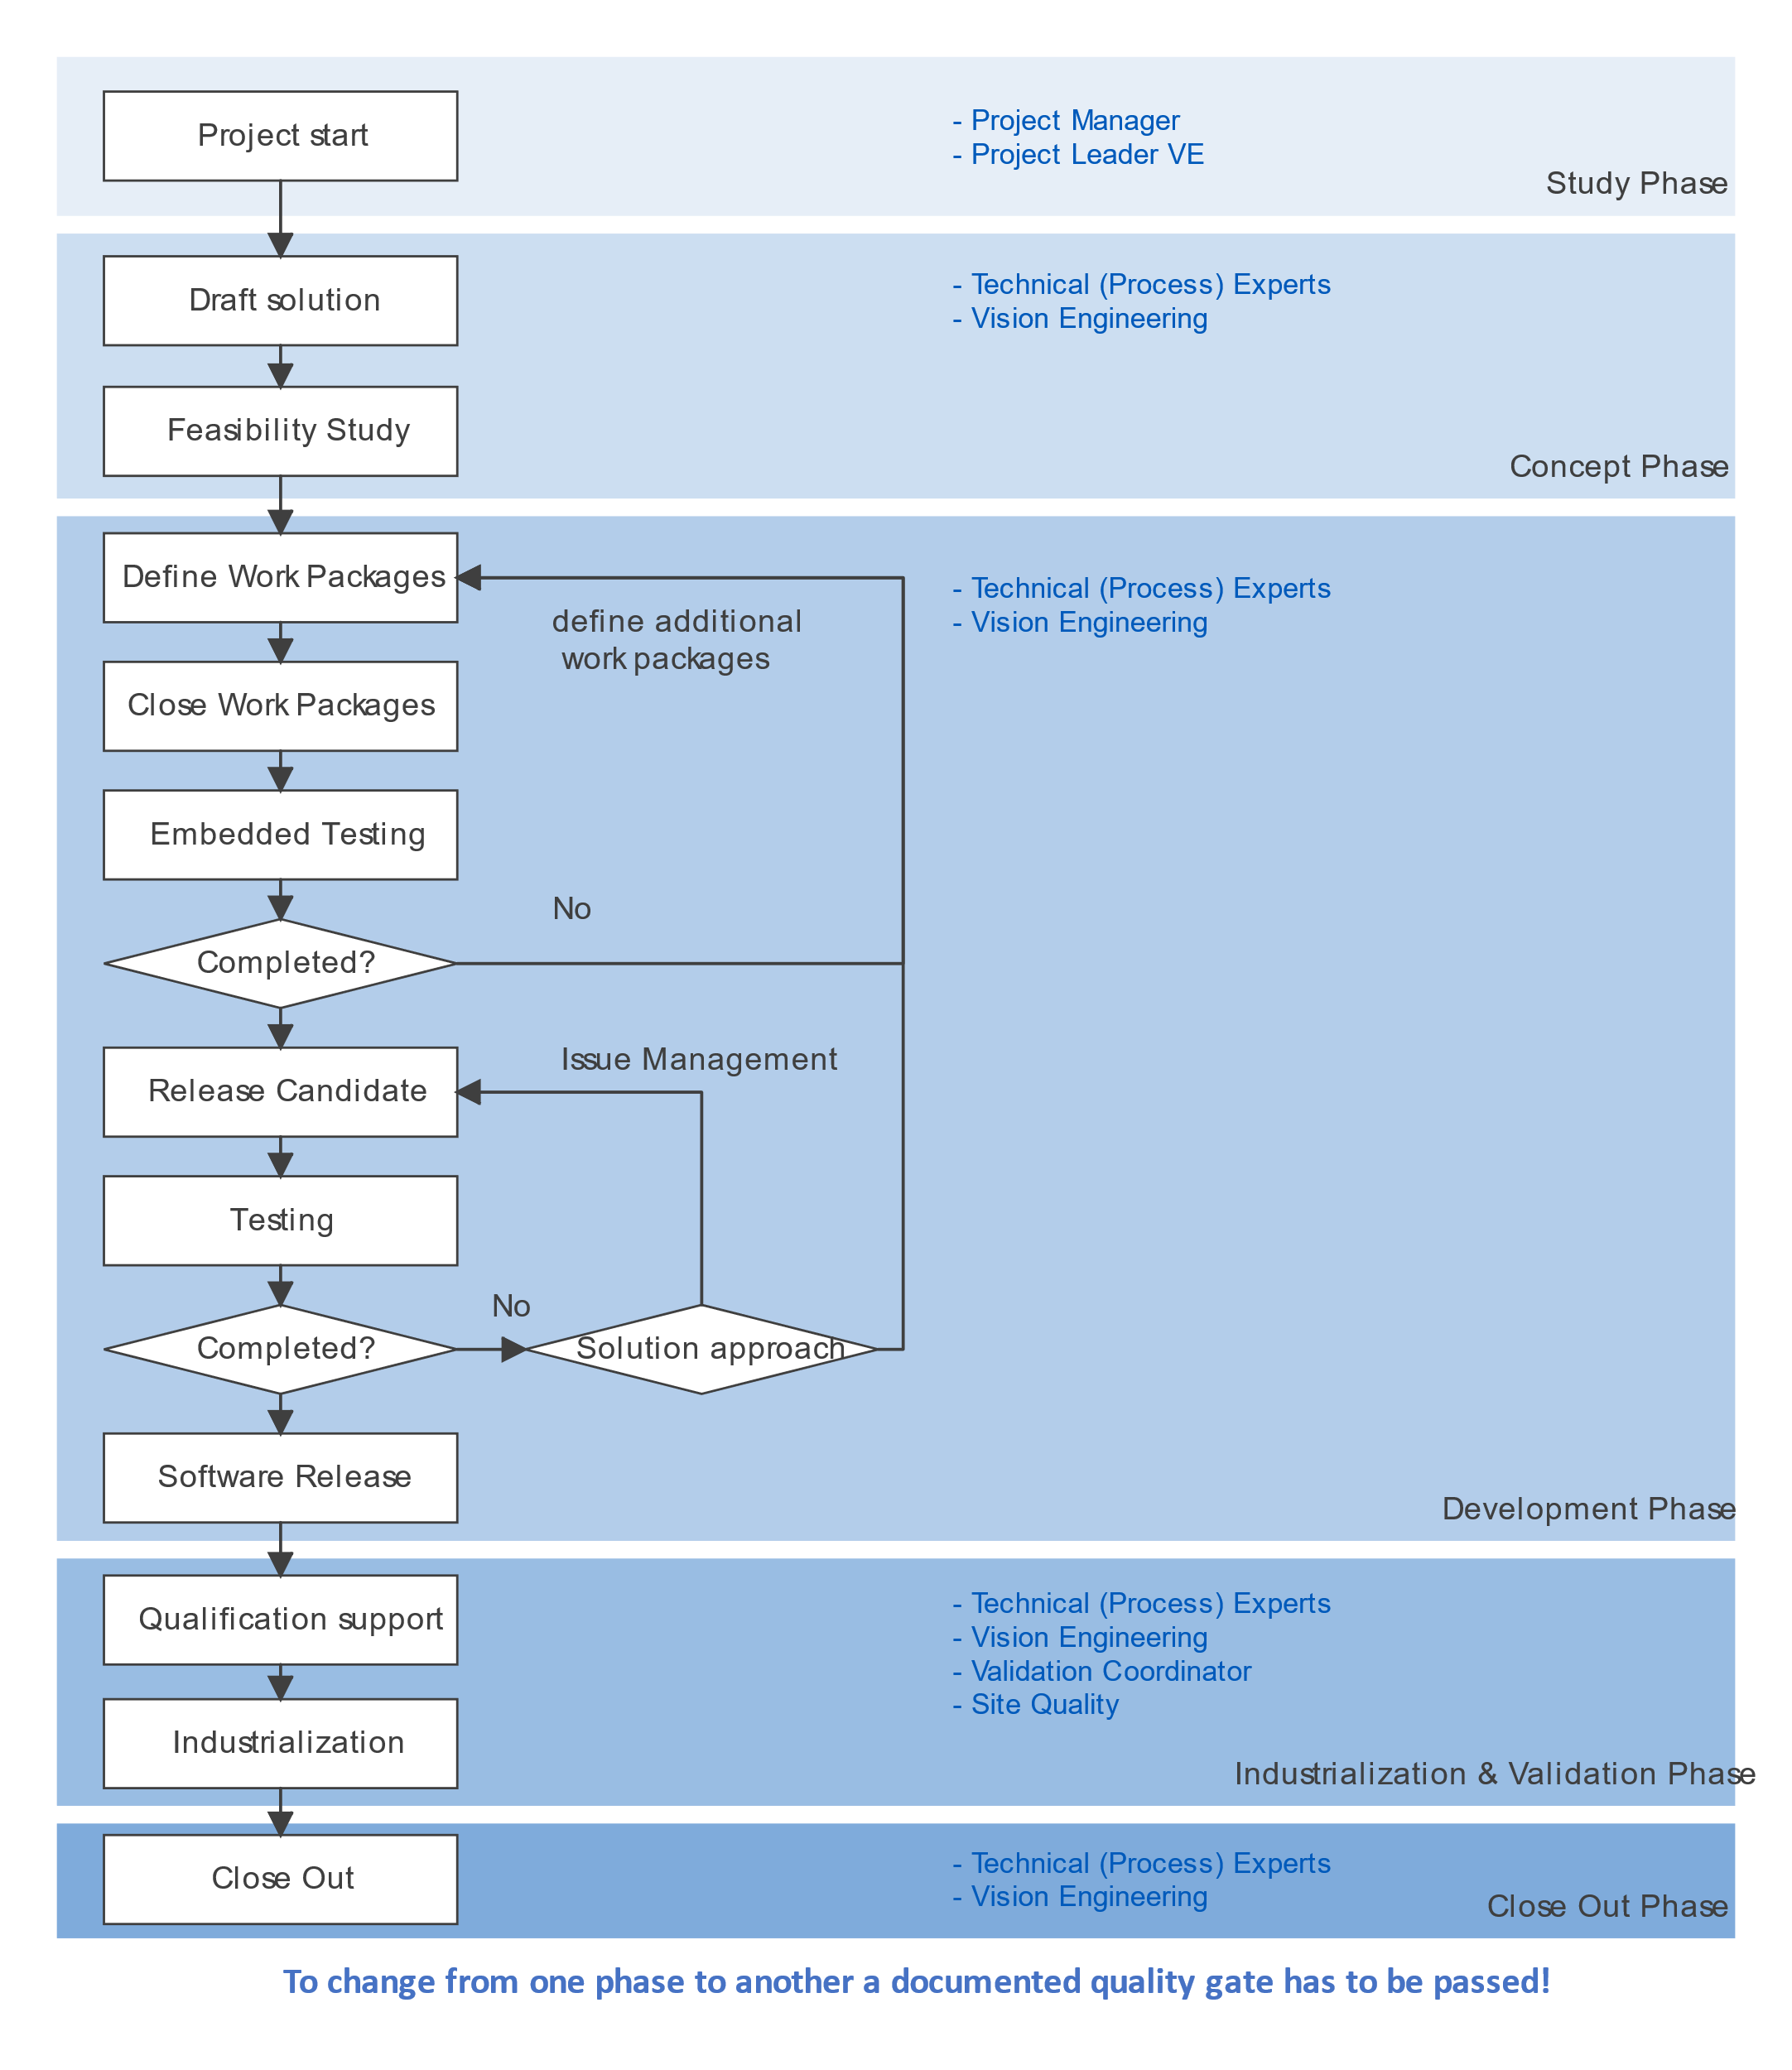 Project start
- Project Manager
- Project Leader VE
Study Phase
Draft solution
- Technical (Process) Experts
- Vision Engineering
Feasibility Study
Concept Phase
Define Work Packages
- Technical (Process) Experts
- Vision Engineering
define additional
work packages
Close Work Packages
Embedded Testing
No
Completed?
Issue Management
Release Candidate
Testing
No
Completed?
Solution approach
Software Release
Development Phase
Qualification support
- Technical (Process) Experts
- Vision Engineering
- Validation Coordinator
- Site Quality
Industrialization
Industrialization & Validation Phase
Close Out
- Technical (Process) Experts
- Vision Engineering
Close Out Phase
To change from one phase to another a documented quality gate has to be passed!